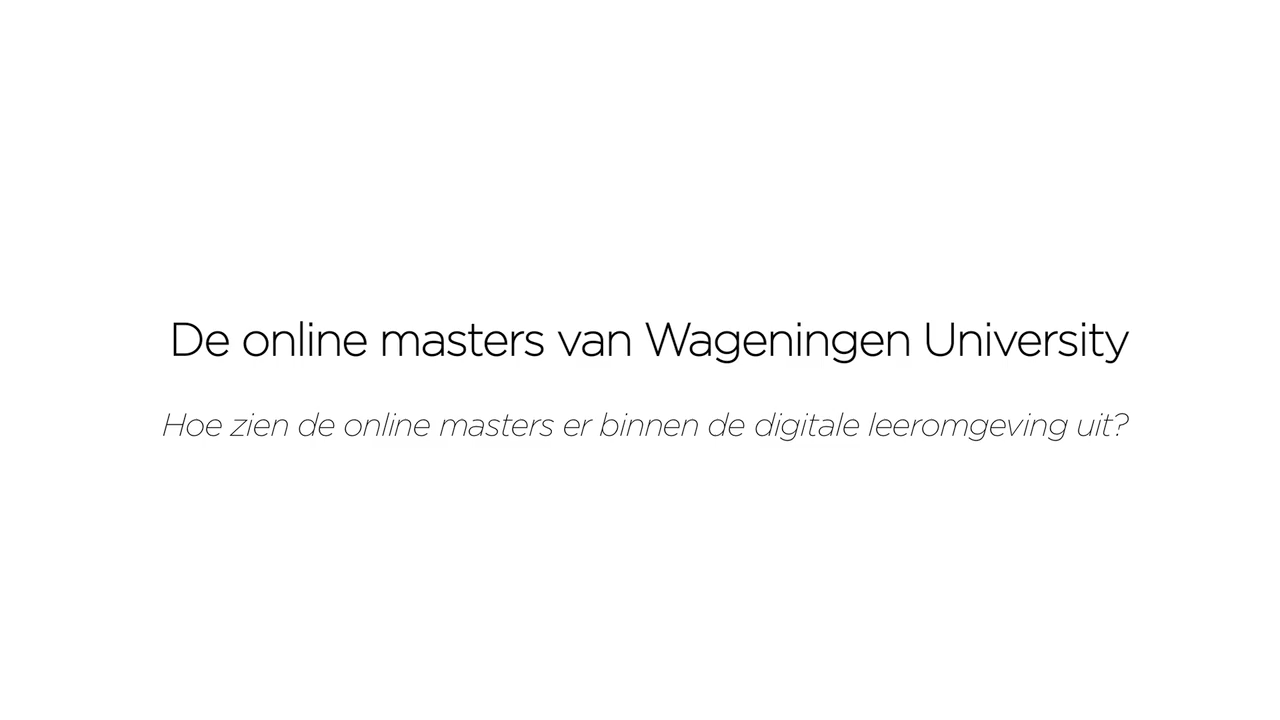 De online masters van Wageningen University
Hoe zien de online masters er binnen de digitale leeromgeving uit?